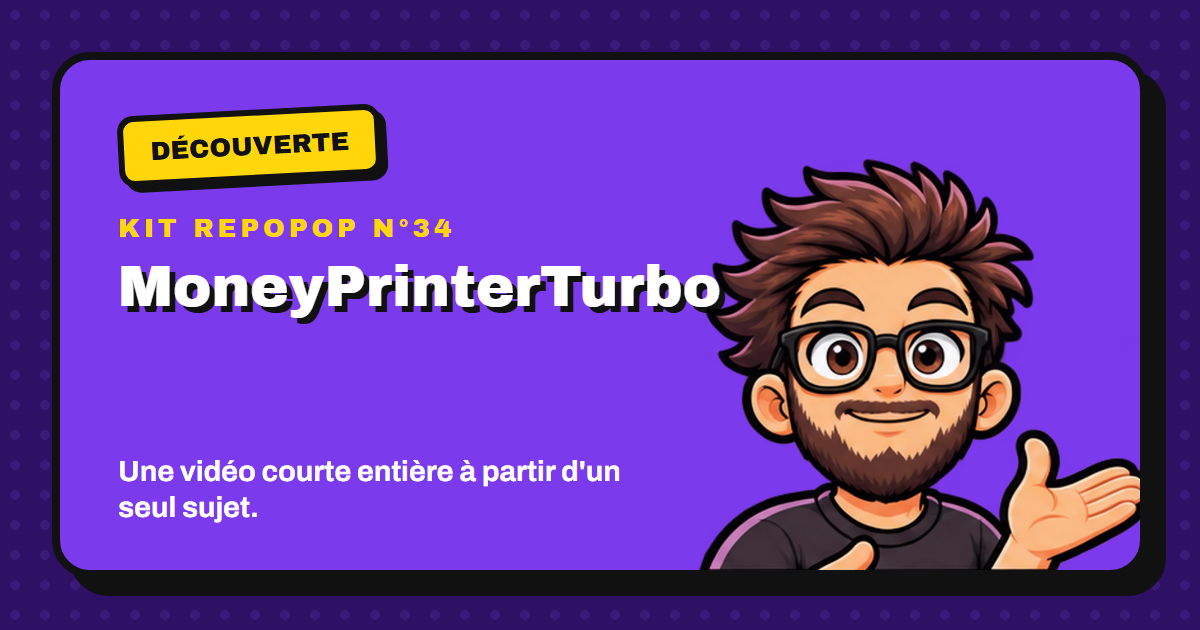 DÉCOUVERTE
KIT REPOPOP N°34
MoneyPrinterTurbo
Une vidéo courte entière à partir d'un
seul sujet.